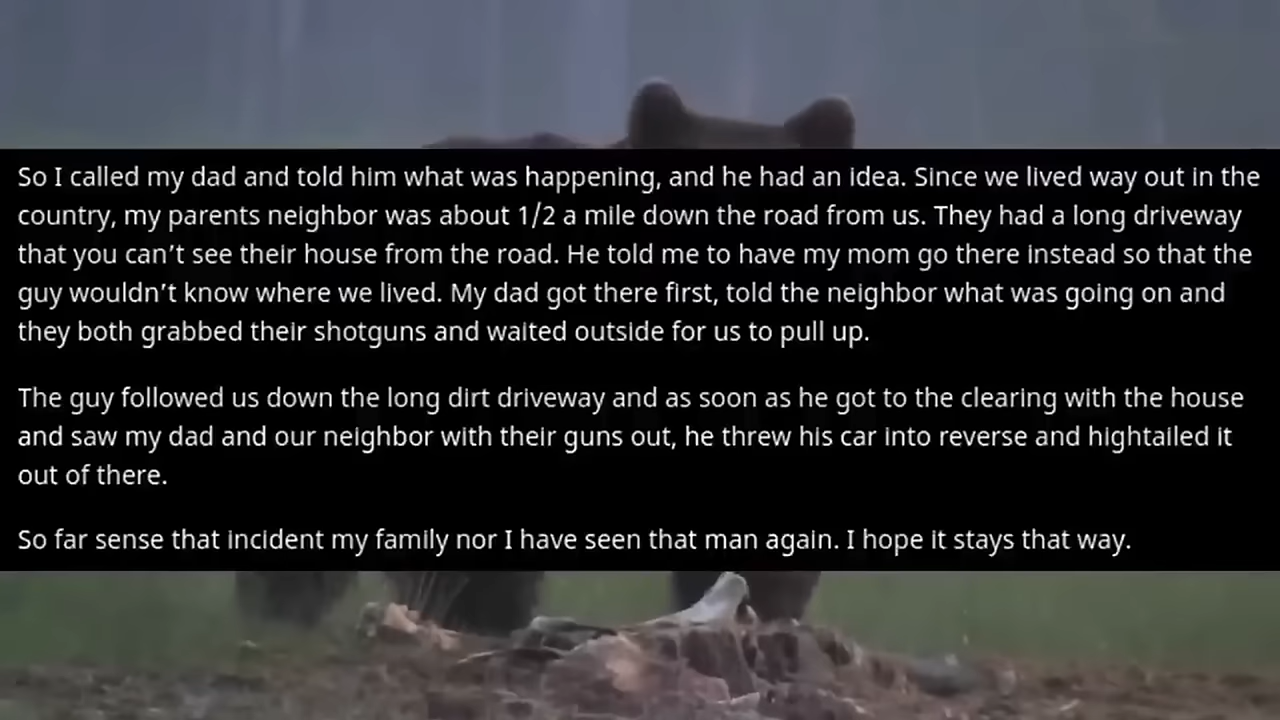 So I called my dad and told him what was happening, and he had an idea. Since we lived way out in the
country, my parents neighbor was about 1/2 a mile down the road from us. They had a long driveway
that you can’t see their house from the road. He told me to have my mom go there instead so that the
guy wouldn’t know where we lived. My dad got there first, told the neighbor what was going on and
they both grabbed their shotguns and waited outside for us to pull up.
The guy followed us down the long dirt driveway and as soon as he got to the clearing with the house
and saw my dad and our neighbor with their guns out, he threw his car into reverse and hightailed it
out of there.
So far sense that incident my family nor I have seen that man again. I hope it stays that way.